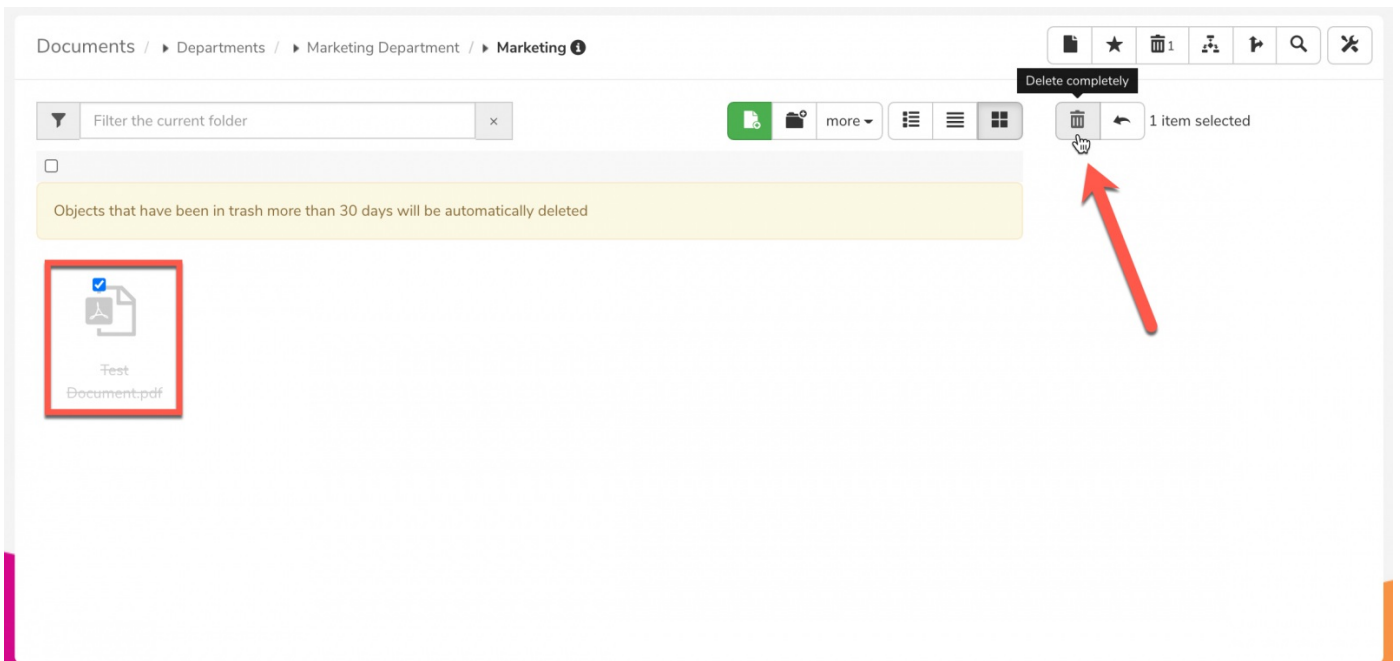 Documents / Departments / Marketing Department / Marketing
1
Delete completely
Filter the current folder
more
1 item selected
Objects that have been in trash more than 30 days will be automatically deleted
Test
Document.pdf